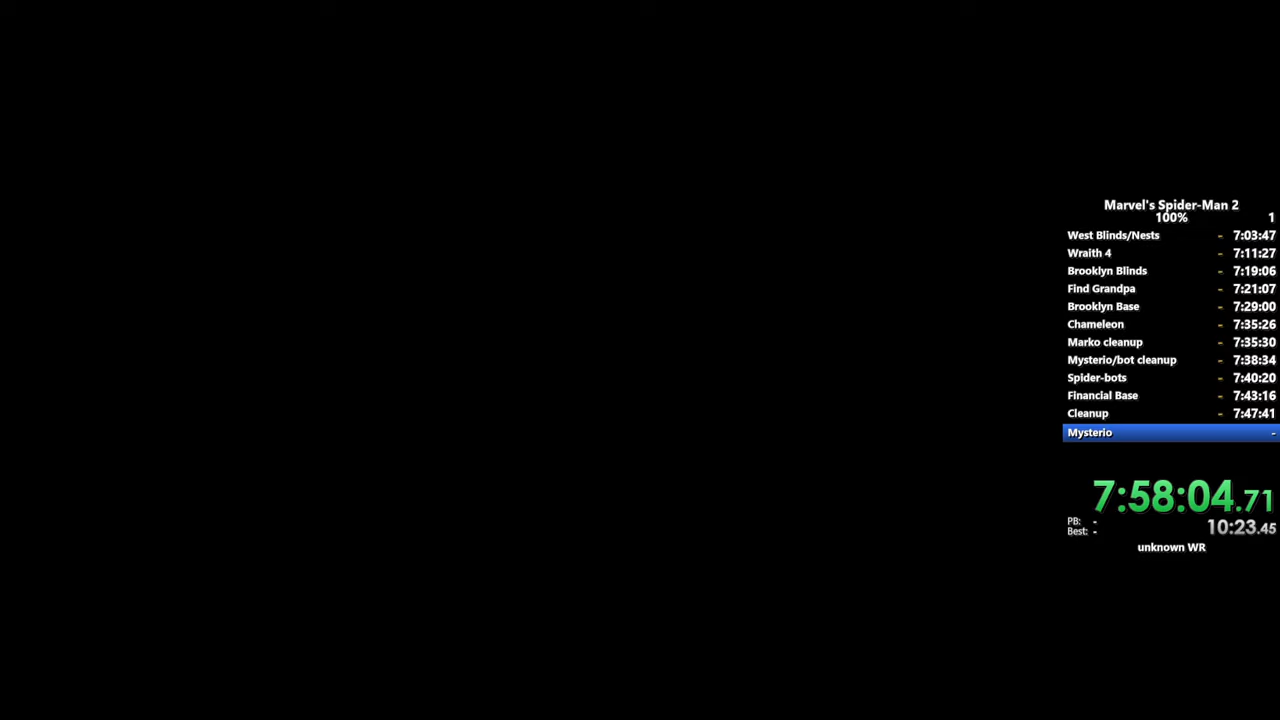 Marvel's Spider-Man 2
100% 1
West Blinds/Nests - 7:03:47
Wraith 4 - 7:11:27
Brooklyn Blinds - 7:19:06
Find Grandpa - 7:21:07
Brooklyn Base - 7:29:00
Chameleon - 7:35:26
Marko cleanup - 7:35:30
Mysterio/bot cleanup - 7:38:34
Spider-bots - 7:40:20
Financial Base - 7:43:16
Cleanup - 7:47:41
Mysterio -
7:58:04.71
PB: - 10:23.45
Best: -
unknown WR